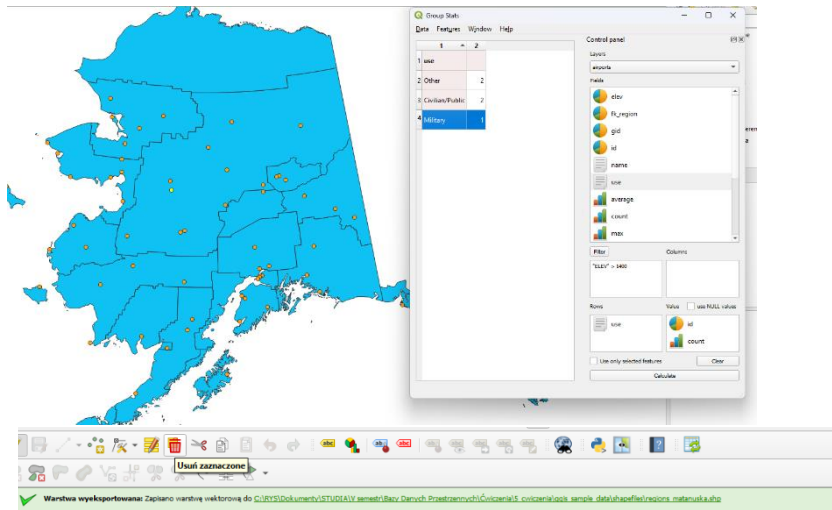 Group Stats
Data Features Window Help
Control panel
1 2
Layers
1 use
airports
2 Other 2
Fields
3 Civilian/Public 2
elev
4 Military 1
fk_region
gid
id
name
use
average
count
max
Filter
Columns
"ELEV" > 1400
Rows
Value use NULL values
use
id
count
Use only selected features
Clear
Calculate
abc
abc
Usuń zaznaczone
Warstwa wyeksportowana: Zapisano warstwę wektorową do C:\RYS\Dokumenty\STUDIA\V semestr\Bazy Danych Przestrzennych\Ćwiczenia\5_cwiczenia\qgis_sample_data\shapefiles\regions_matanuska.shp